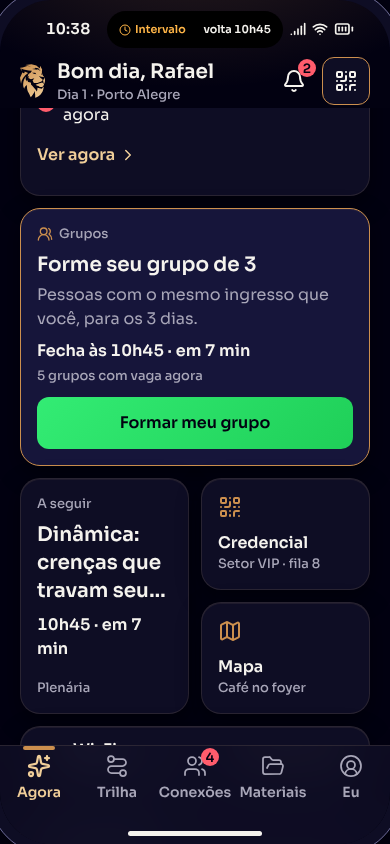 10:38
Intervalo
volta 10h45
Bom dia, Rafael
Dia 1 · Porto Alegre
2
agora
Ver agora
Grupos
Forme seu grupo de 3
Pessoas com o mesmo ingresso que
você, para os 3 dias.
Fecha às 10h45 · em 7 min
5 grupos com vaga agora
Formar meu grupo
A seguir
Dinâmica:
crenças que
travam seu...
10h45 · em 7
min
Plenária
Credencial
Setor VIP · fila 8
Mapa
Café no foyer
4
Agora
Trilha
Conexões
Materiais
Eu